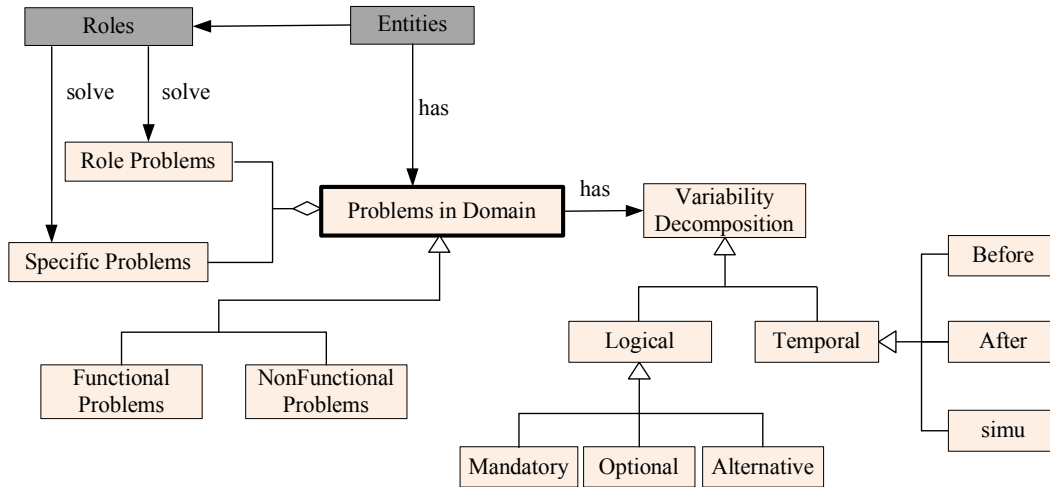 Roles
Entities
solve
solve
has
Role Problems
Problems in Domain
has
Variability
Decomposition
Specific Problems
Before
Logical
Temporal
After
Functional
Problems
NonFunctional
Problems
simu
Mandatory
Optional
Alternative